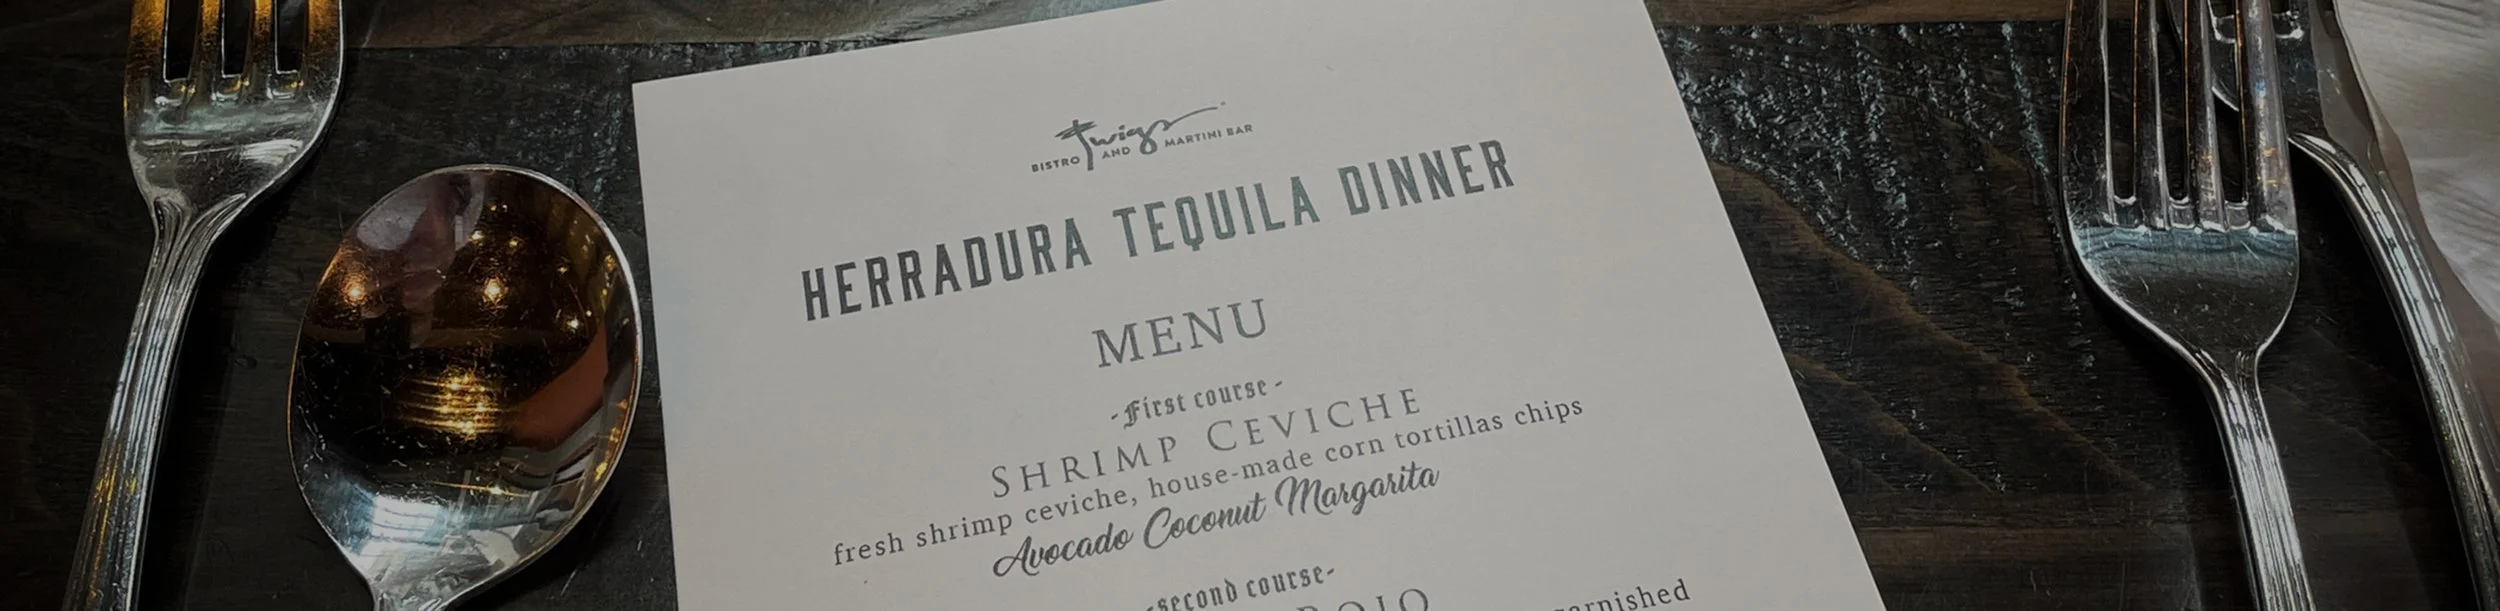 Twigs
BISTRO AND MARTINI BAR
HERRADURA TEQUILA DINNER
MENU
-First course-
SHRIMP CEVICHE
fresh shrimp ceviche, house-made corn tortillas chips
Avocado Coconut Margarita
-second course-